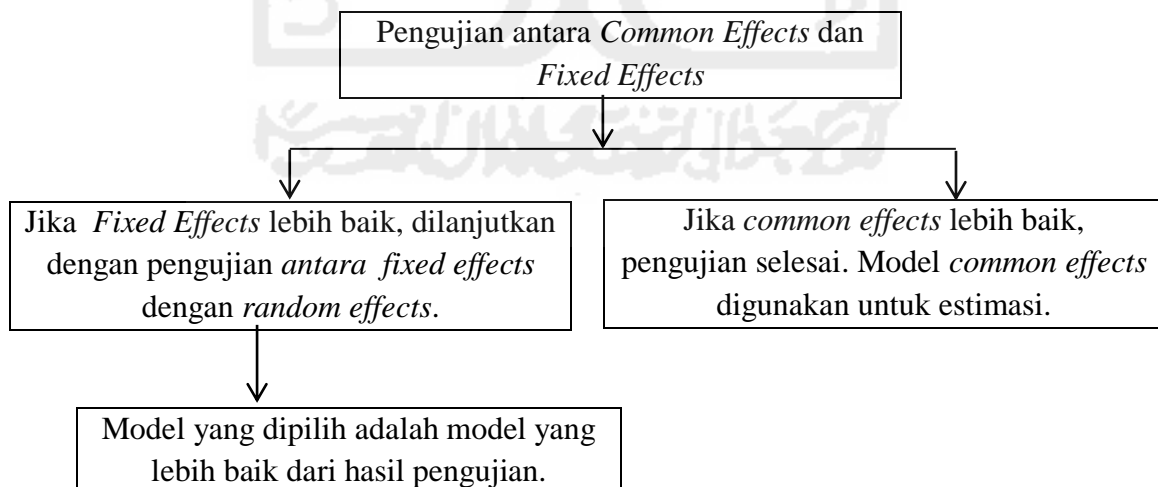 Pengujian antara Common Effects dan
Fixed Effects
Jika Fixed Effects lebih baik, dilanjutkan
dengan pengujian antara fixed effects
dengan random effects.
Jika common effects lebih baik,
pengujian selesai. Model common effects
digunakan untuk estimasi.
Model yang dipilih adalah model yang
lebih baik dari hasil pengujian.